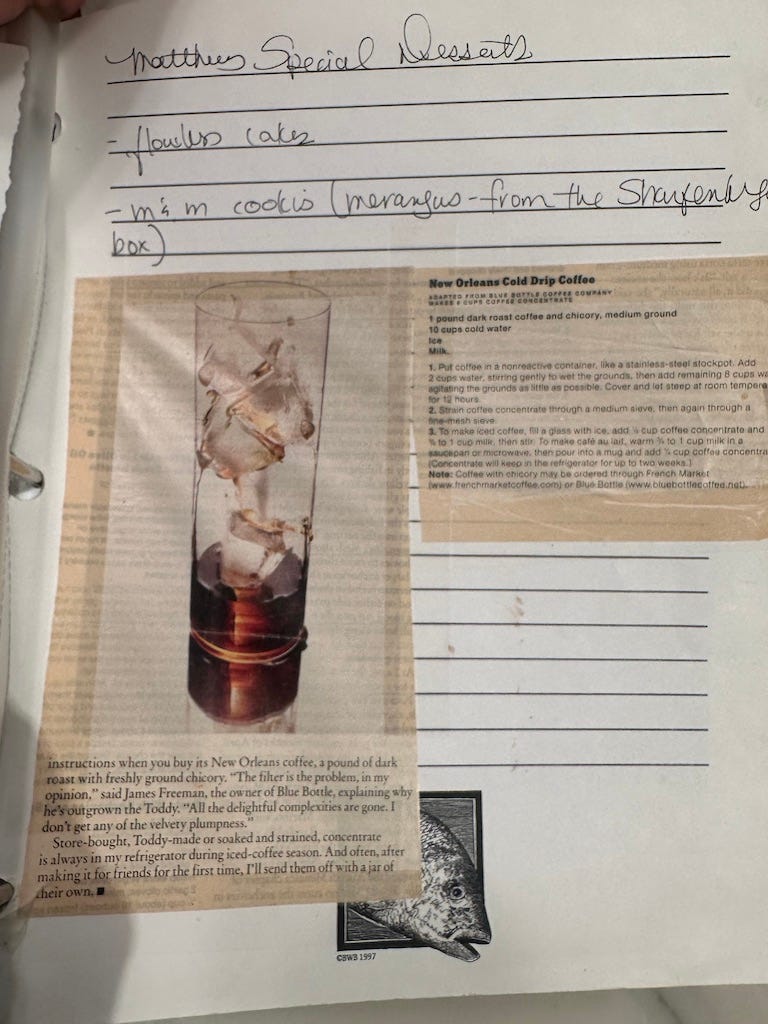 Matthews Special Desserts
- flowless cakes
- m & m cookis (merangus - from the Sharfenbyer
box)
New Orleans Cold Drip Coffee
ADAPTED FROM BLUE BOTTLE COFFEE COMPANY
MAKES 8 CUPS COFFEE CONCENTRATE
1 pound dark roast coffee and chicory, medium ground
10 cups cold water
Ice
Milk.
1. Put coffee in a nonreactive container, like a stainless-steel stockpot. Add
2 cups water, stirring gently to wet the grounds, then add remaining 8 cups wa
agitating the grounds as little as possible. Cover and let steep at room tempera
for 12 hours.
2. Strain coffee concentrate through a medium sieve, then again through a
fine-mesh sieve.
3. To make iced coffee, fill a glass with ice, add ¼ cup coffee concentrate and
¾ to 1 cup milk, then stir. To make café au lait, warm ¾ to 1 cup milk in a
saucepan or microwave, then pour into a mug and add ¼ cup coffee concentra
(Concentrate will keep in the refrigerator for up to two weeks.)
Note: Coffee with chicory may be ordered through French Market
(www.frenchmarketcoffee.com) or Blue Bottle (www.bluebottlecoffee.net).
instructions when you buy its New Orleans coffee, a pound of dark
roast with freshly ground chicory. “The filter is the problem, in my
opinion,” said James Freeman, the owner of Blue Bottle, explaining why
he’s outgrown the Toddy. “All the delightful complexities are gone. I
don’t get any of the velvety plumpness.”
Store-bought, Toddy-made or soaked and strained, concentrate
is always in my refrigerator during iced-coffee season. And often, after
making it for friends for the first time, I’ll send them off with a jar of
their own. ■
©BWB 1997